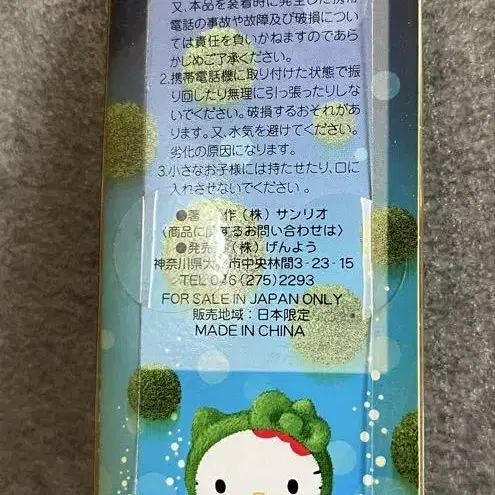 又、本品を装着時に発生した携帯
電話の事故や故障及び破損につい
ては責任を負いかねますのであら
かじめご了承ください。
2.携帯電話機に取り付けた状態で振
り回したり無理に引っ張ったりしな
いでください。破損するおそれがあ
ります。又、水気を避けてください。
劣化の原因になります。
3.小さなお子様には持たせたり、口に
入れさせないでください。
●著 作(株)サンリオ
〈商品に関するお問い合わせは〉
●発売 (株)げんよう
神奈川県大 市中央林間3-23-15
TEL 046(275)2293
FOR SALE IN JAPAN ONLY
販売地域:日本限定
MADE IN CHINA